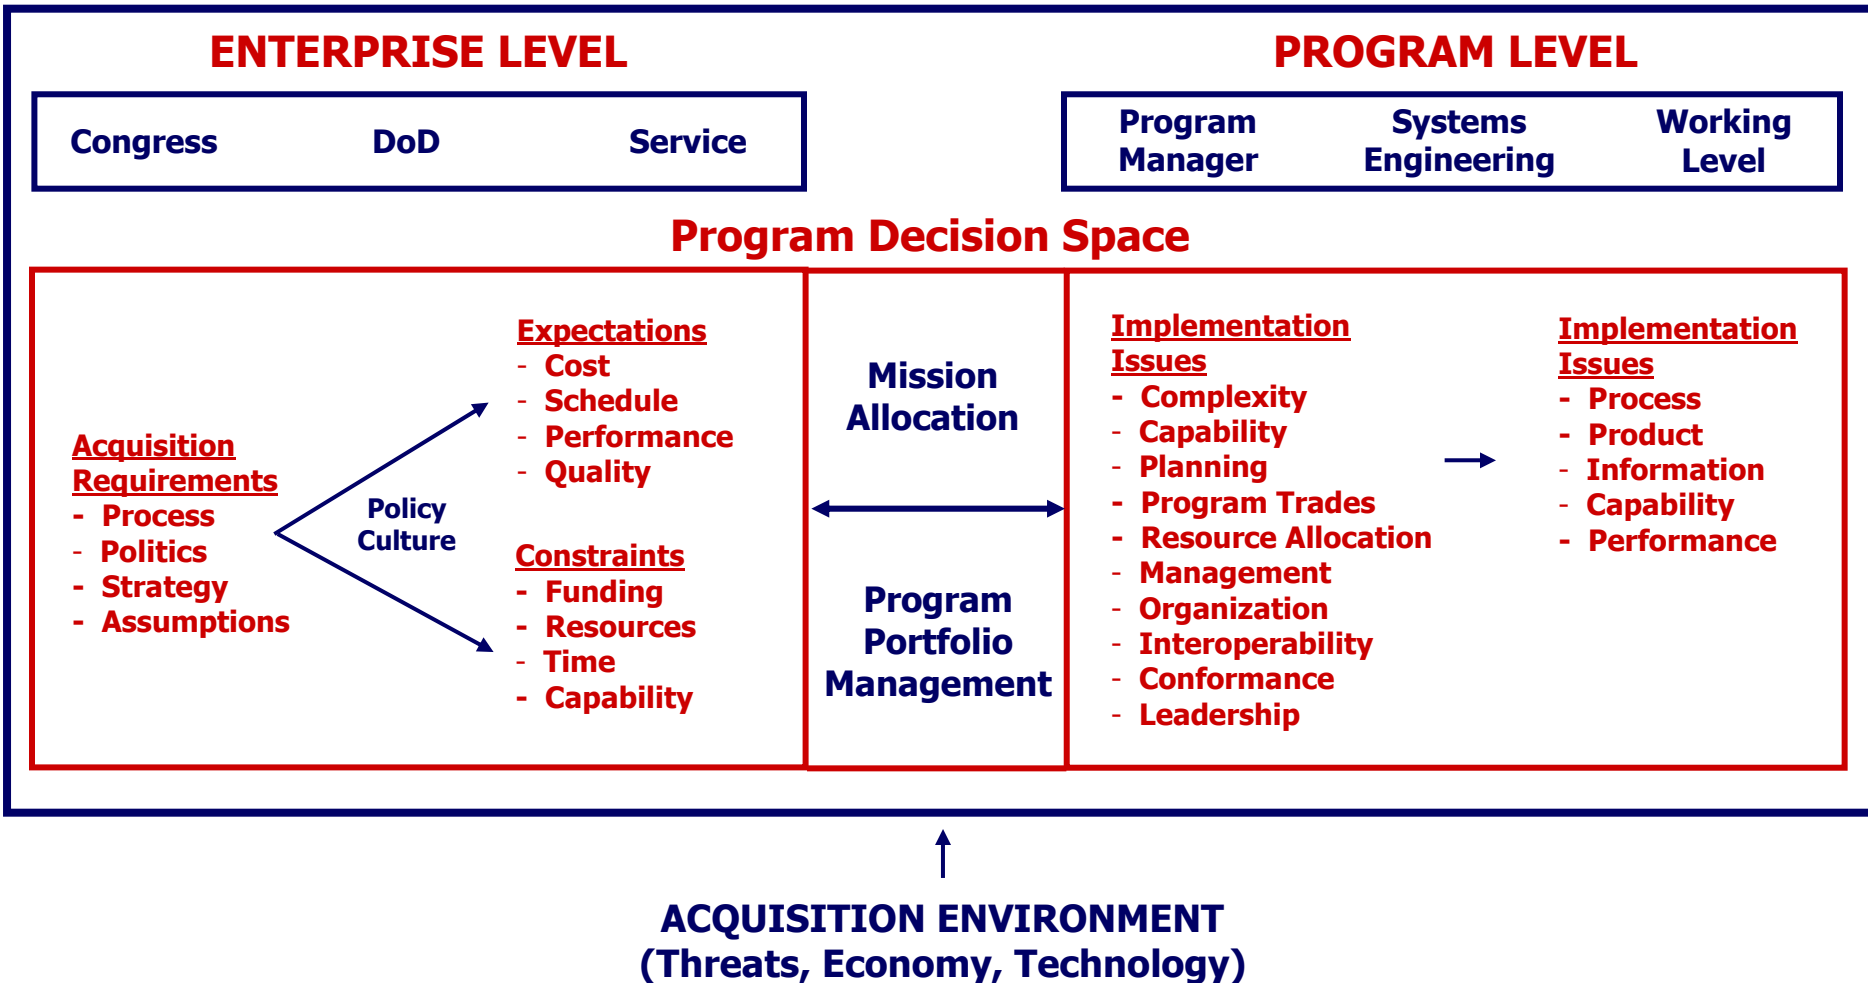 ENTERPRISE LEVEL
PROGRAM LEVEL
Congress DoD Service
Program Manager
Systems Engineering
Working Level
Program Decision Space
Acquisition
Requirements
- Process
- Politics
- Strategy
- Assumptions
Policy
Culture
Expectations
- Cost
- Schedule
- Performance
- Quality
Constraints
- Funding
- Resources
- Time
- Capability
Mission
Allocation
Program
Portfolio
Management
Implementation
Issues
- Complexity
- Capability
- Planning
- Program Trades
- Resource Allocation
- Management
- Organization
- Interoperability
- Conformance
- Leadership
Implementation
Issues
- Process
- Product
- Information
- Capability
- Performance
ACQUISITION ENVIRONMENT
(Threats, Economy, Technology)